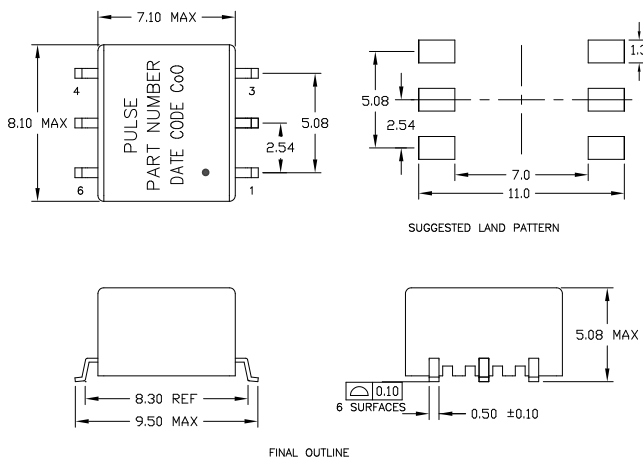 7.10 MAX
4
3
8.10 MAX
PULSE
PART NUMBER
DATE CODE CoO
5.08
2.54
6
1
5.08
2.54
7.0
11.0
SUGGESTED LAND PATTERN
8.30 REF
9.50 MAX
5.08 MAX
0.10
6 SURFACES
0.50 ±0.10
FINAL OUTLINE